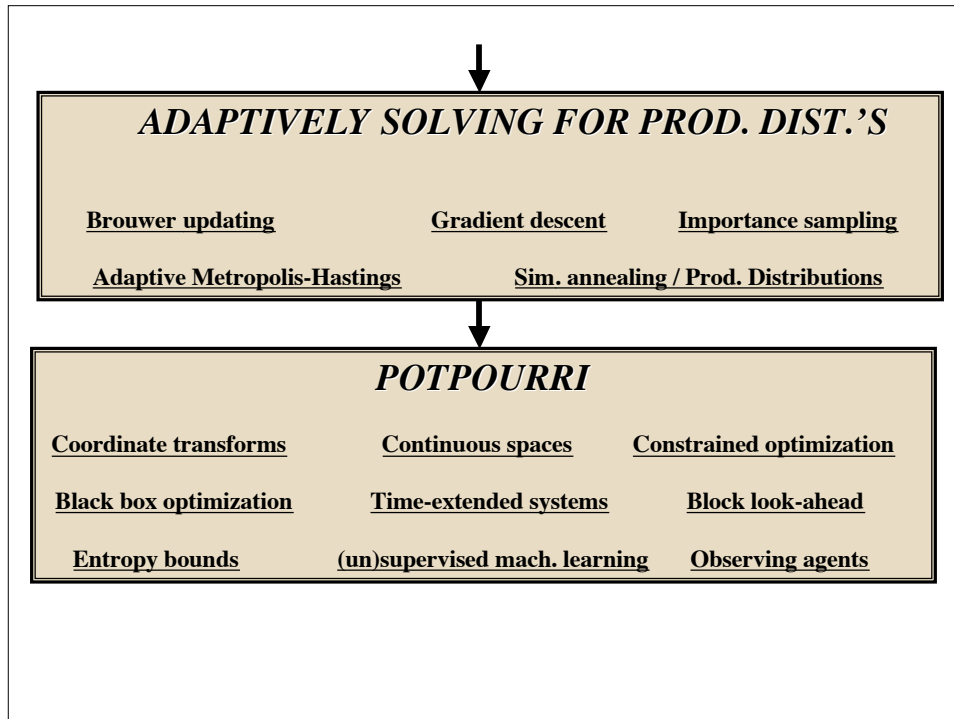 ADAPTIVELY SOLVING FOR PROD. DIST.’S
Brouwer updating Gradient descent Importance sampling
Adaptive Metropolis-Hastings Sim. annealing / Prod. Distributions
POTPOURRI
Coordinate transforms Continuous spaces Constrained optimization
Black box optimization Time-extended systems Block look-ahead
Entropy bounds (un)supervised mach. learning Observing agents